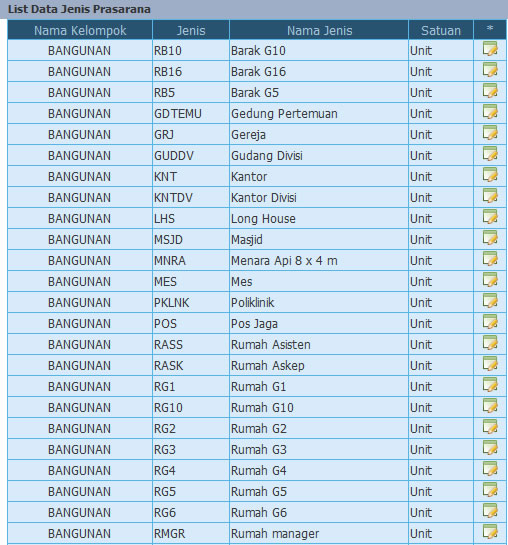 List Data Jenis Prasarana
Nama Kelompok Jenis Nama Jenis Satuan *
BANGUNAN RB10 Barak G10 Unit
BANGUNAN RB16 Barak G16 Unit
BANGUNAN RB5 Barak G5 Unit
BANGUNAN GDTEMU Gedung Pertemuan Unit
BANGUNAN GRJ Gereja Unit
BANGUNAN GUDDV Gudang Divisi Unit
BANGUNAN KNT Kantor Unit
BANGUNAN KNTDV Kantor Divisi Unit
BANGUNAN LHS Long House Unit
BANGUNAN MSJD Masjid Unit
BANGUNAN MNRA Menara Api 8 x 4 m Unit
BANGUNAN MES Mes Unit
BANGUNAN PKLNK Poliklinik Unit
BANGUNAN POS Pos Jaga Unit
BANGUNAN RASS Rumah Asisten Unit
BANGUNAN RASK Rumah Askep Unit
BANGUNAN RG1 Rumah G1 Unit
BANGUNAN RG10 Rumah G10 Unit
BANGUNAN RG2 Rumah G2 Unit
BANGUNAN RG3 Rumah G3 Unit
BANGUNAN RG4 Rumah G4 Unit
BANGUNAN RG5 Rumah G5 Unit
BANGUNAN RG6 Rumah G6 Unit
BANGUNAN RMGR Rumah manager Unit